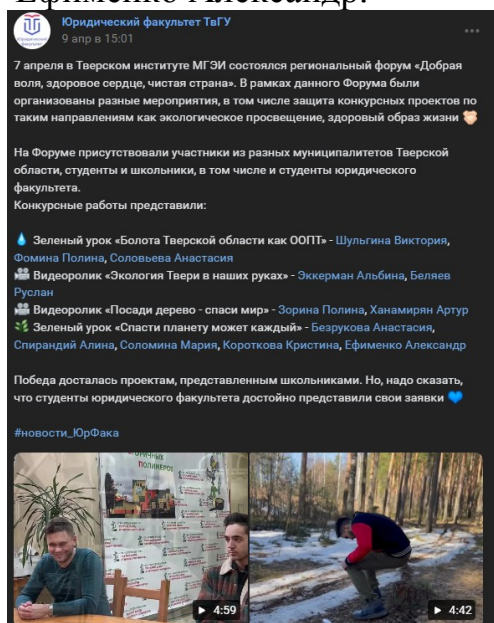 Ефименко Александр.
Юридический факультет ТвГУ
9 апр в 15:01
7 апреля в Тверском институте МГЭИ состоялся региональный форум «Добрая
воля, здоровое сердце, чистая страна». В рамках данного Форума были
организованы разные мероприятия, в том числе защита конкурсных проектов по
таким направлениям как экологическое просвещение, здоровый образ жизни
На Форуме присутствовали участники из разных муниципалитетов Тверской
области, студенты и школьники, в том числе и студенты юридического
факультета.
Конкурсные работы представили:
💧 Зеленый урок «Болота Тверской области как ООПТ» - Шульгина Виктория,
Фомина Полина, Соловьева Анастасия
🎥 Видеоролик «Экология Твери в наших руках» - Эккерман Альбина, Беляев
Руслан
🎥 Видеоролик «Посади дерево - спаси мир» - Зорина Полина, Ханамирян Артур
🌿 Зеленый урок «Спасти планету может каждый» - Безрукова Анастасия,
Спирандий Алина, Соломина Мария, Короткова Кристина, Ефименко Александр
Победа досталась проектам, представленным школьниками. Но, надо сказать,
что студенты юридического факультета достойно представили свои заявки 💙
#новости_ЮрФака
ПОЛИМЕРОВ
4:59
4:42